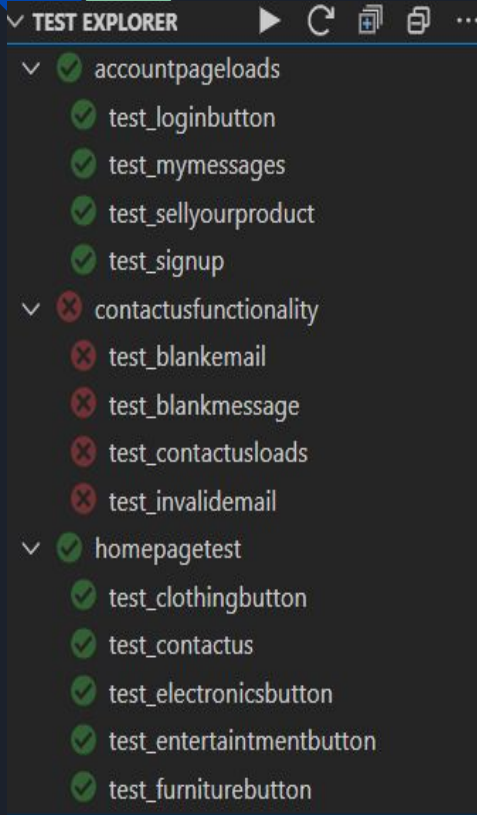 TEST EXPLORER
accountpageloads
test_loginbutton
test_mymessages
test_sellyourproduct
test_signup
contactusfunctionality
test_blankemail
test_blankmessage
test_contactusloads
test_invalidemail
homepagetest
test_clothingbutton
test_contactus
test_electronicsbutton
test_entertaintmentbutton
test_furniturebutton